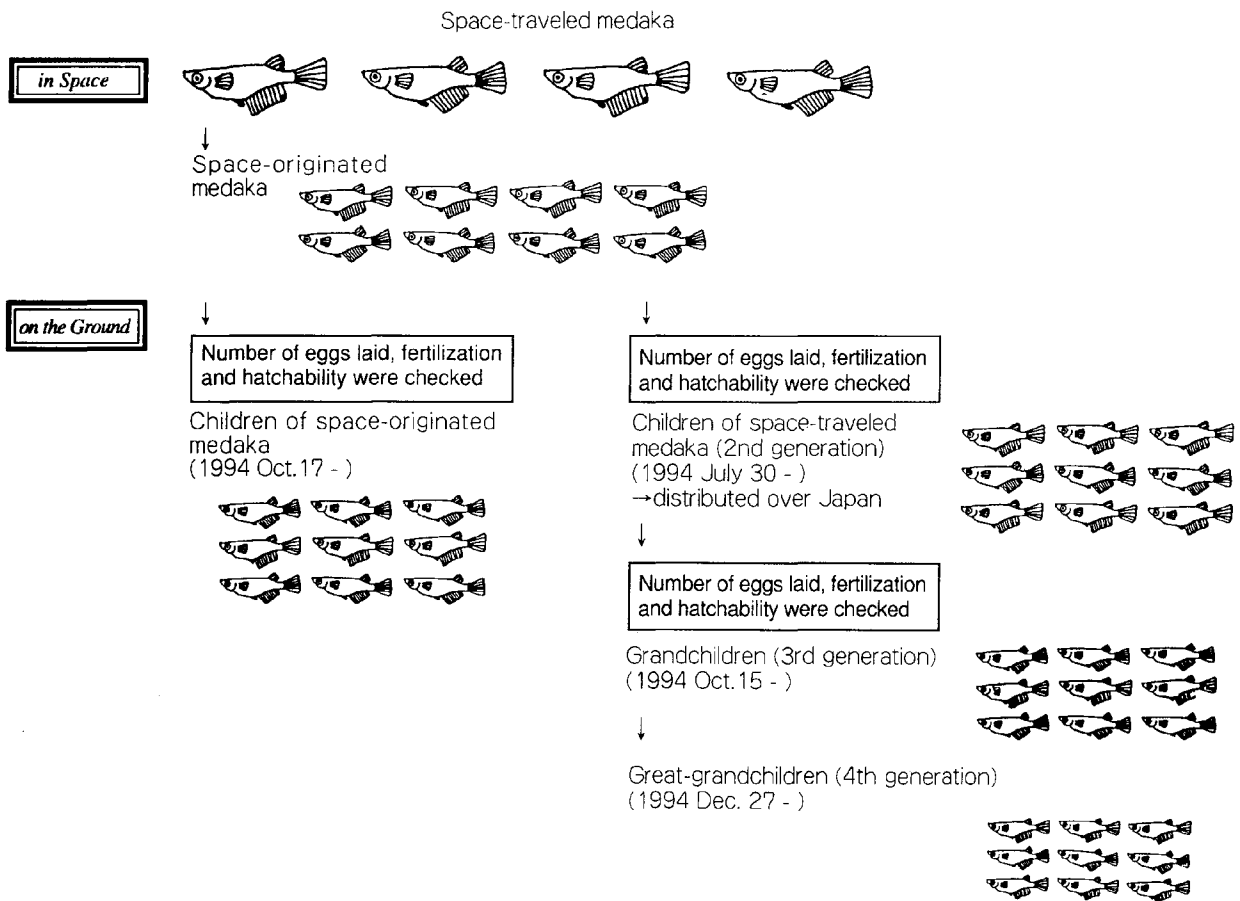 Space-traveled medaka
in Space
Space-originated
medaka
on the Ground
Number of eggs laid, fertilization
and hatchability were checked
Children of space-originated
medaka
(1994 Oct.17 - )
Number of eggs laid, fertilization
and hatchability were checked
Children of space-traveled
medaka (2nd generation)
(1994 July 30 - )
→distributed over Japan
Number of eggs laid, fertilization
and hatchability were checked
Grandchildren (3rd generation)
(1994 Oct.15 - )
Great-grandchildren (4th generation)
(1994 Dec. 27 - )